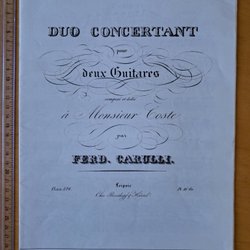 DUO CONCERTANT
pour
deux Guitares
composé et dédié
à Monsieur Coste
par
FERD. CARULLI.
Leipzig
Chez Breitkopf & Härtel